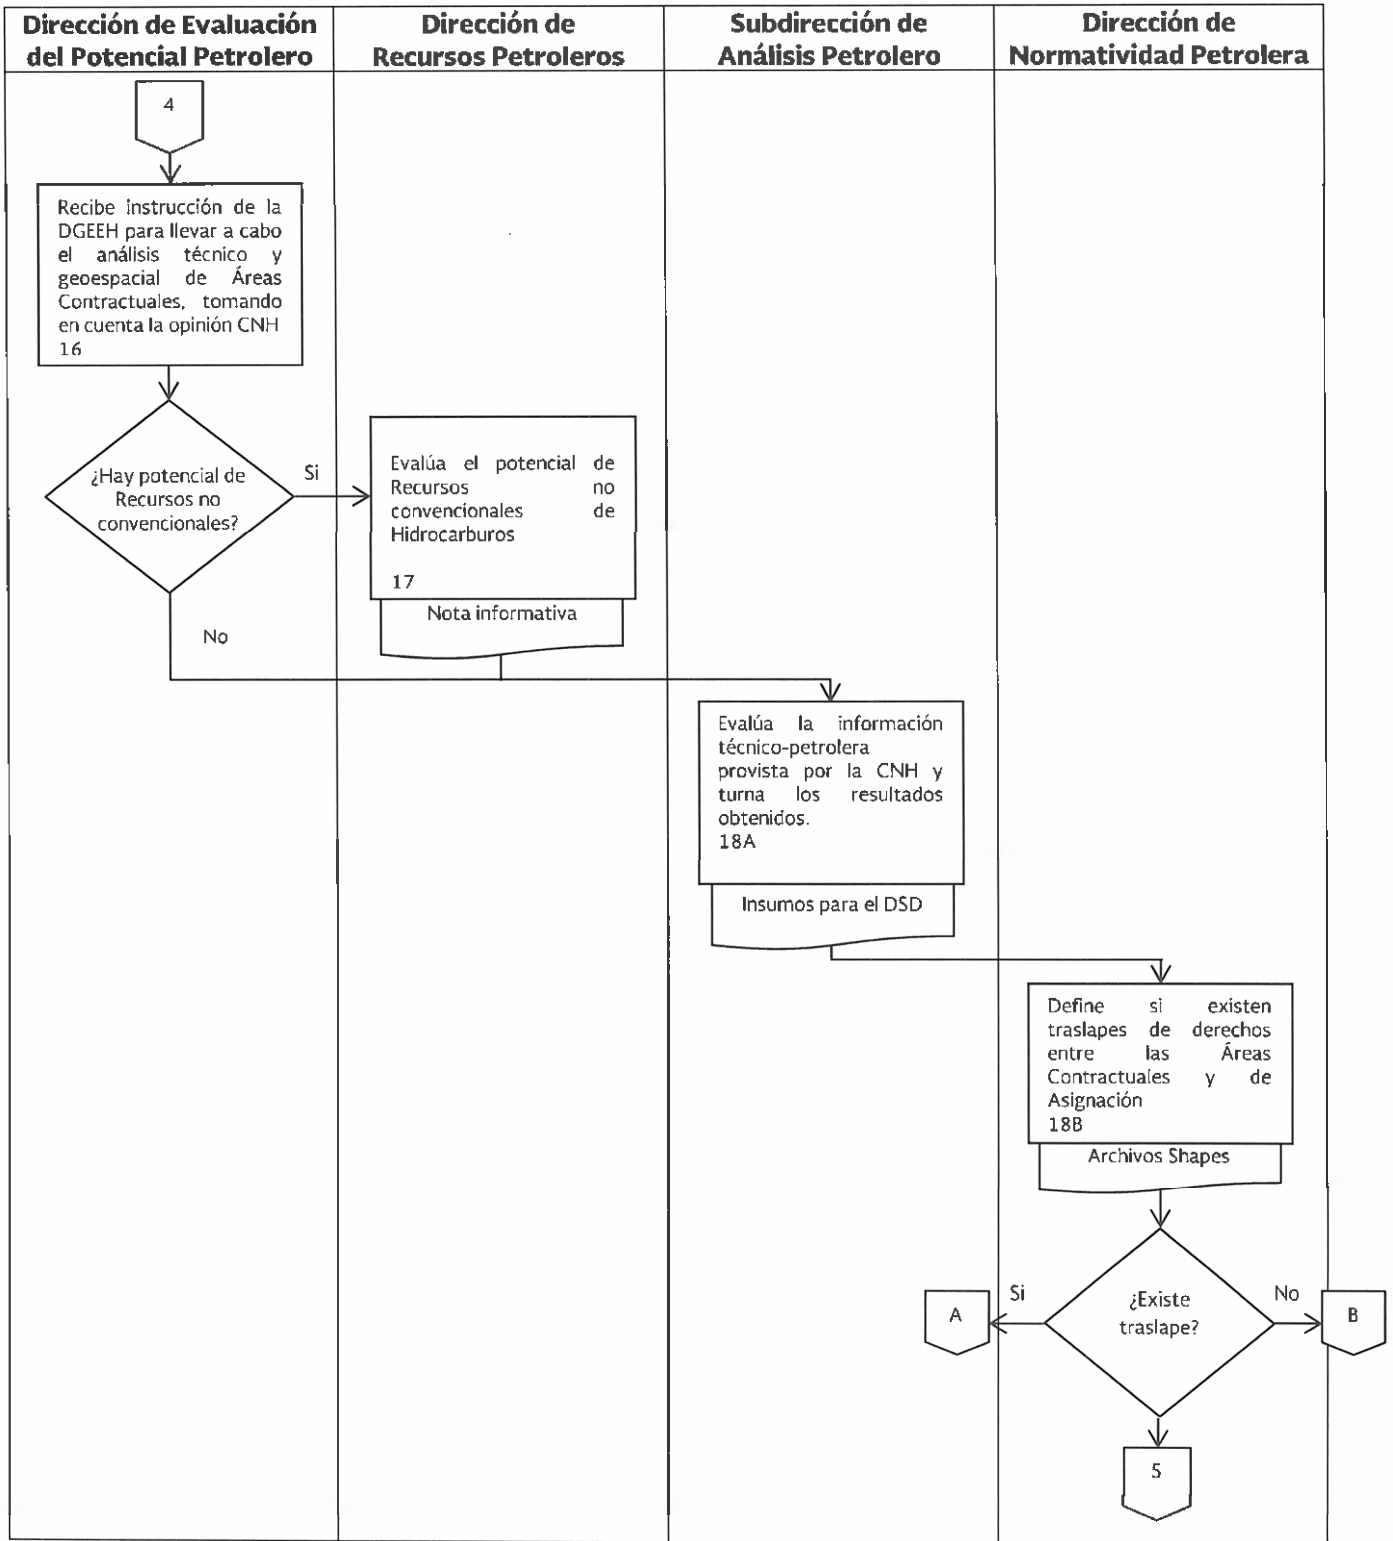 Dirección de Evaluación
del Potencial Petrolero
Dirección de
Recursos Petroleros
Subdirección de
Análisis Petrolero
Dirección de
Normatividad Petrolera
4
Recibe instrucción de la
DGEEH para llevar a cabo
el análisis técnico y
geoespacial de Áreas
Contractuales, tomando
en cuenta la opinión CNH
16
¿Hay potencial de
Recursos no
convencionales?
Si
No
Evalúa el potencial de
Recursos no
convencionales de
Hidrocarburos
17
Nota informativa
Evalúa la información
técnico-petrolera
provista por la CNH y
turna los resultados
obtenidos.
18A
Insumos para el DSD
Define si existen
traslapes de derechos
entre las Áreas
Contractuales y de
Asignación
18B
Archivos Shapes
¿Existe
traslape?
Si
A
No
B
5